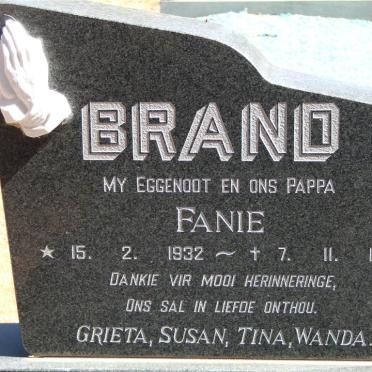 BRAND
MY EGGENOOT EN ONS PAPPA
FANIE
★ 15. 2. 1932 ~ ✝ 7. 11.
DANKIE VIR MOOI HERINNERINGE,
ONS SAL IN LIEFDE ONTHOU.
GRIETA, SUSAN, TINA, WANDA.